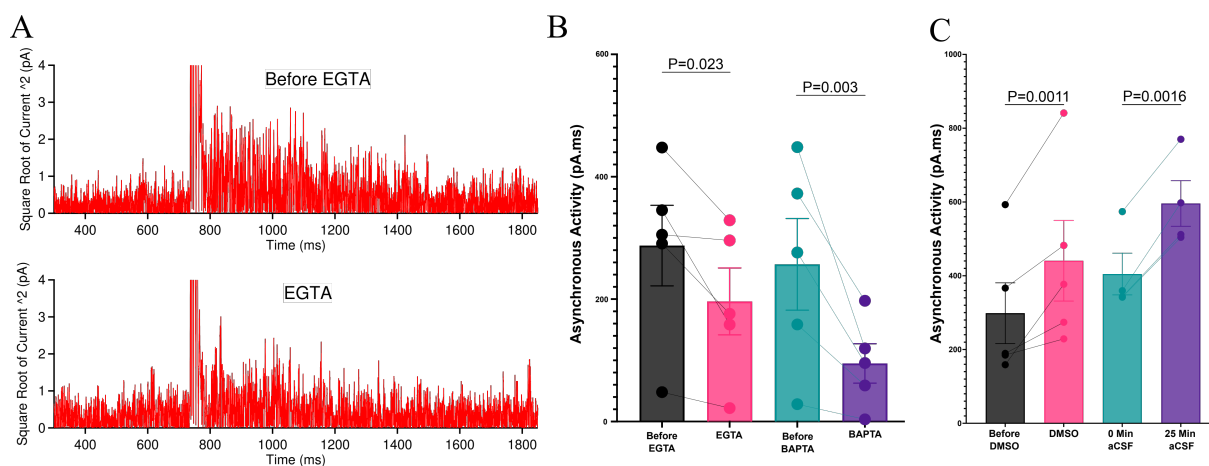 A
Square Root of Current ^2 (pA)
4
3
2
1
0
Before EGTA
400
600
800
1000
1200
1400
1600
1800
Time (ms)
Square Root of Current ^2 (pA)
4
3
2
1
0
EGTA
400
600
800
1000
1200
1400
1600
1800
Time (ms)
B
Asynchronous Activity (pA.ms)
600
400
200
0
P=0.023
P=0.003
Before
EGTA
EGTA
Before
BAPTA
BAPTA
C
Asynchronous Activity (pA.ms)
1000
800
600
400
200
0
P=0.0011
P=0.0016
Before
DMSO
DMSO
0 Min
aCSF
25 Min
aCSF